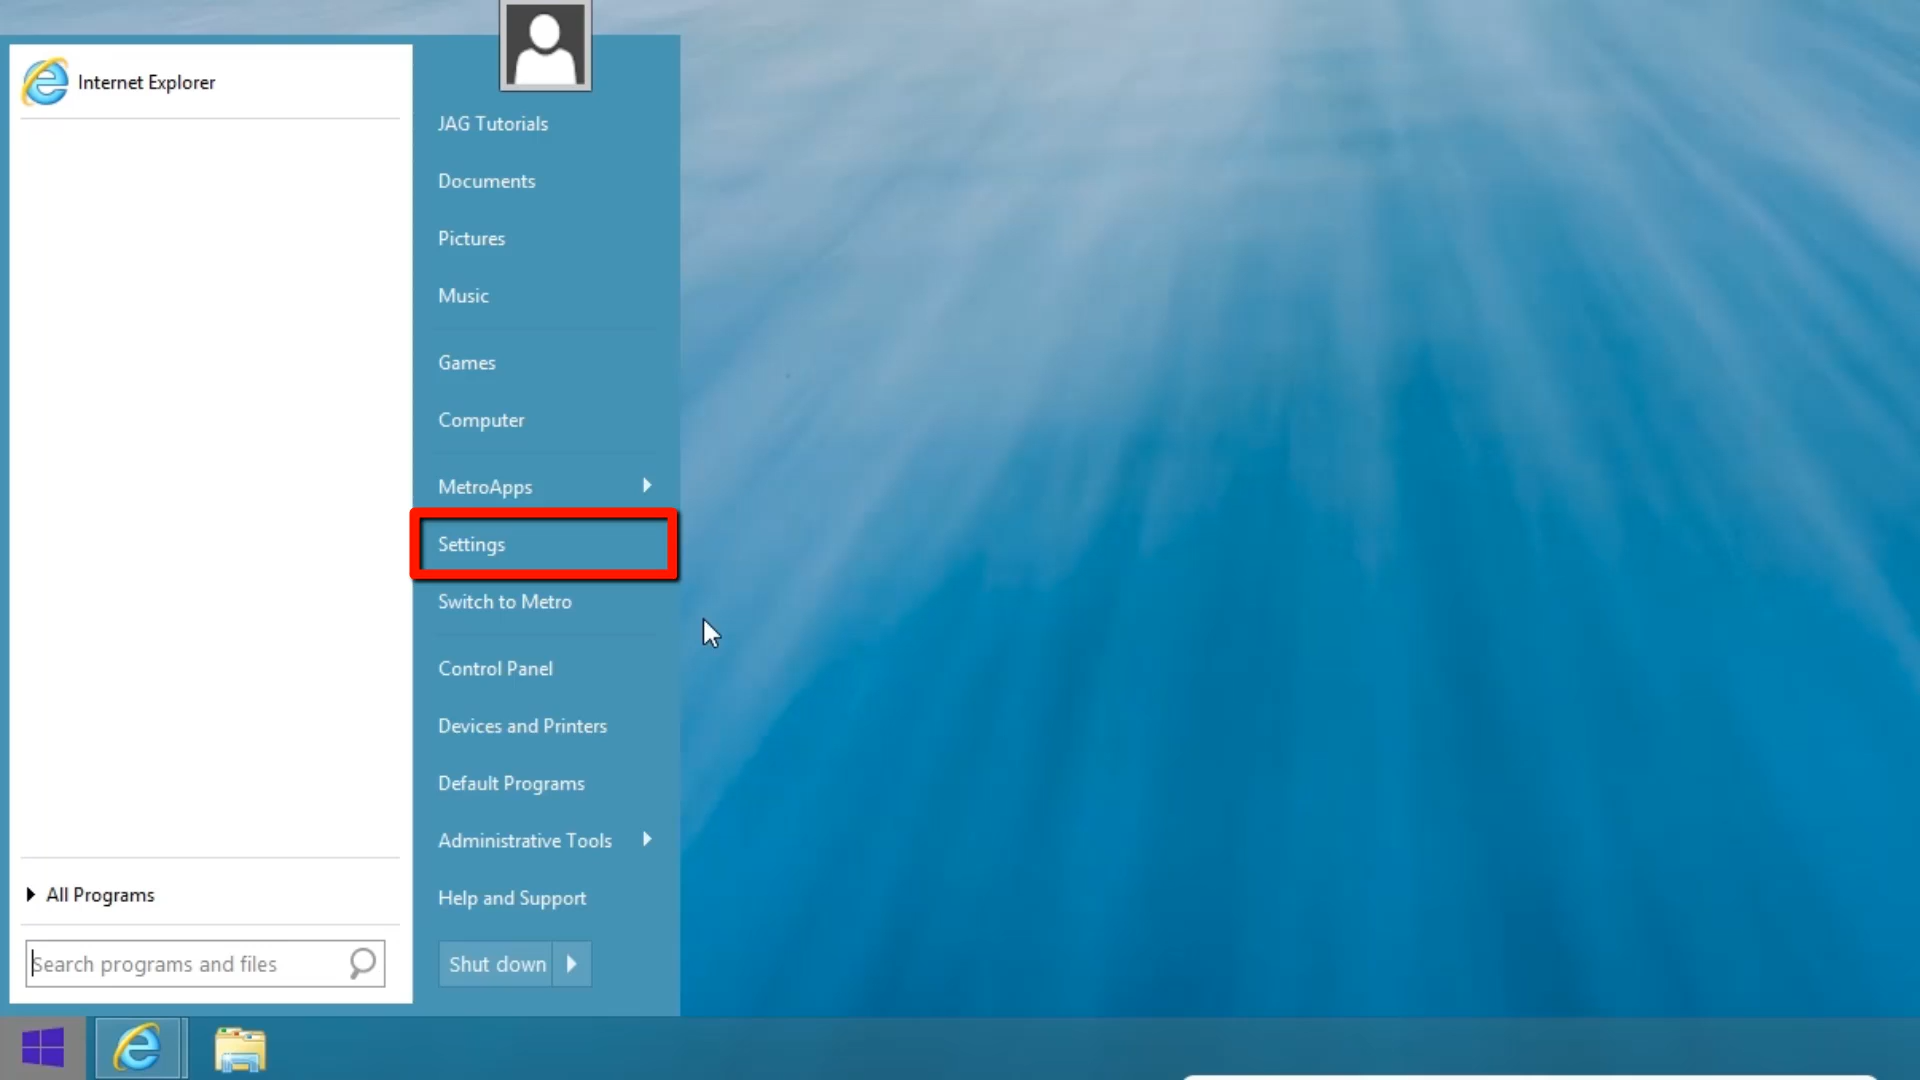 Internet Explorer
JAG Tutorials
Documents
Pictures
Music
Games
Computer
MetroApps
Settings
Switch to Metro
Control Panel
Devices and Printers
Default Programs
Administrative Tools
Help and Support
Shut down
All Programs
Search programs and files